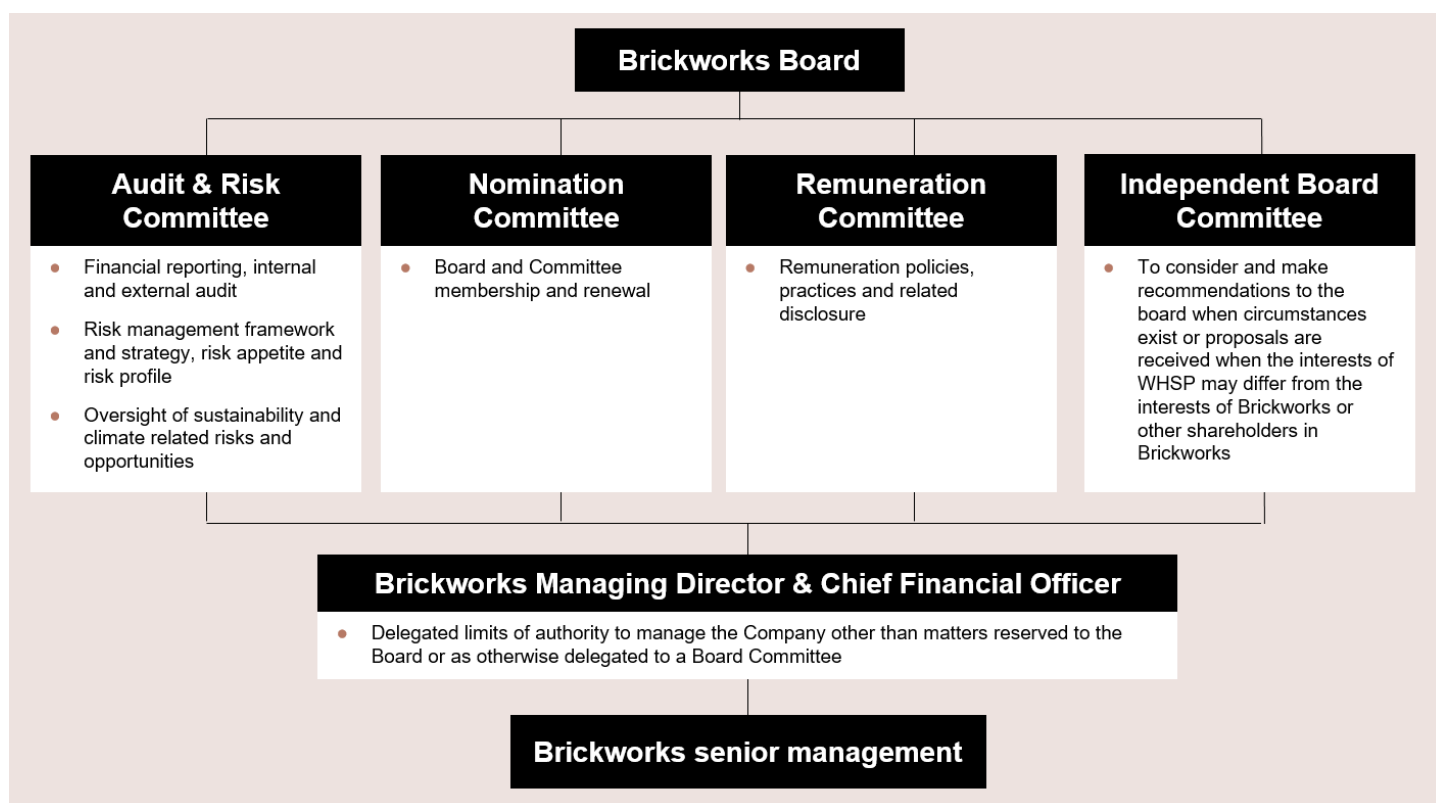 Brickworks Board
Audit & Risk
Committee
Financial reporting, internal
and external audit
Risk management framework
and strategy, risk appetite and
risk profile
Oversight of sustainability and
climate related risks and
opportunities
Nomination
Committee
Board and Committee
membership and renewal
Remuneration
Committee
Remuneration policies,
practices and related
disclosure
Independent Board
Committee
To consider and make
recommendations to the
board when circumstances
exist or proposals are
received when the interests of
WHSP may differ from the
interests of Brickworks or
other shareholders in
Brickworks
Brickworks Managing Director & Chief Financial Officer
Delegated limits of authority to manage the Company other than matters reserved to the
Board or as otherwise delegated to a Board Committee
Brickworks senior management